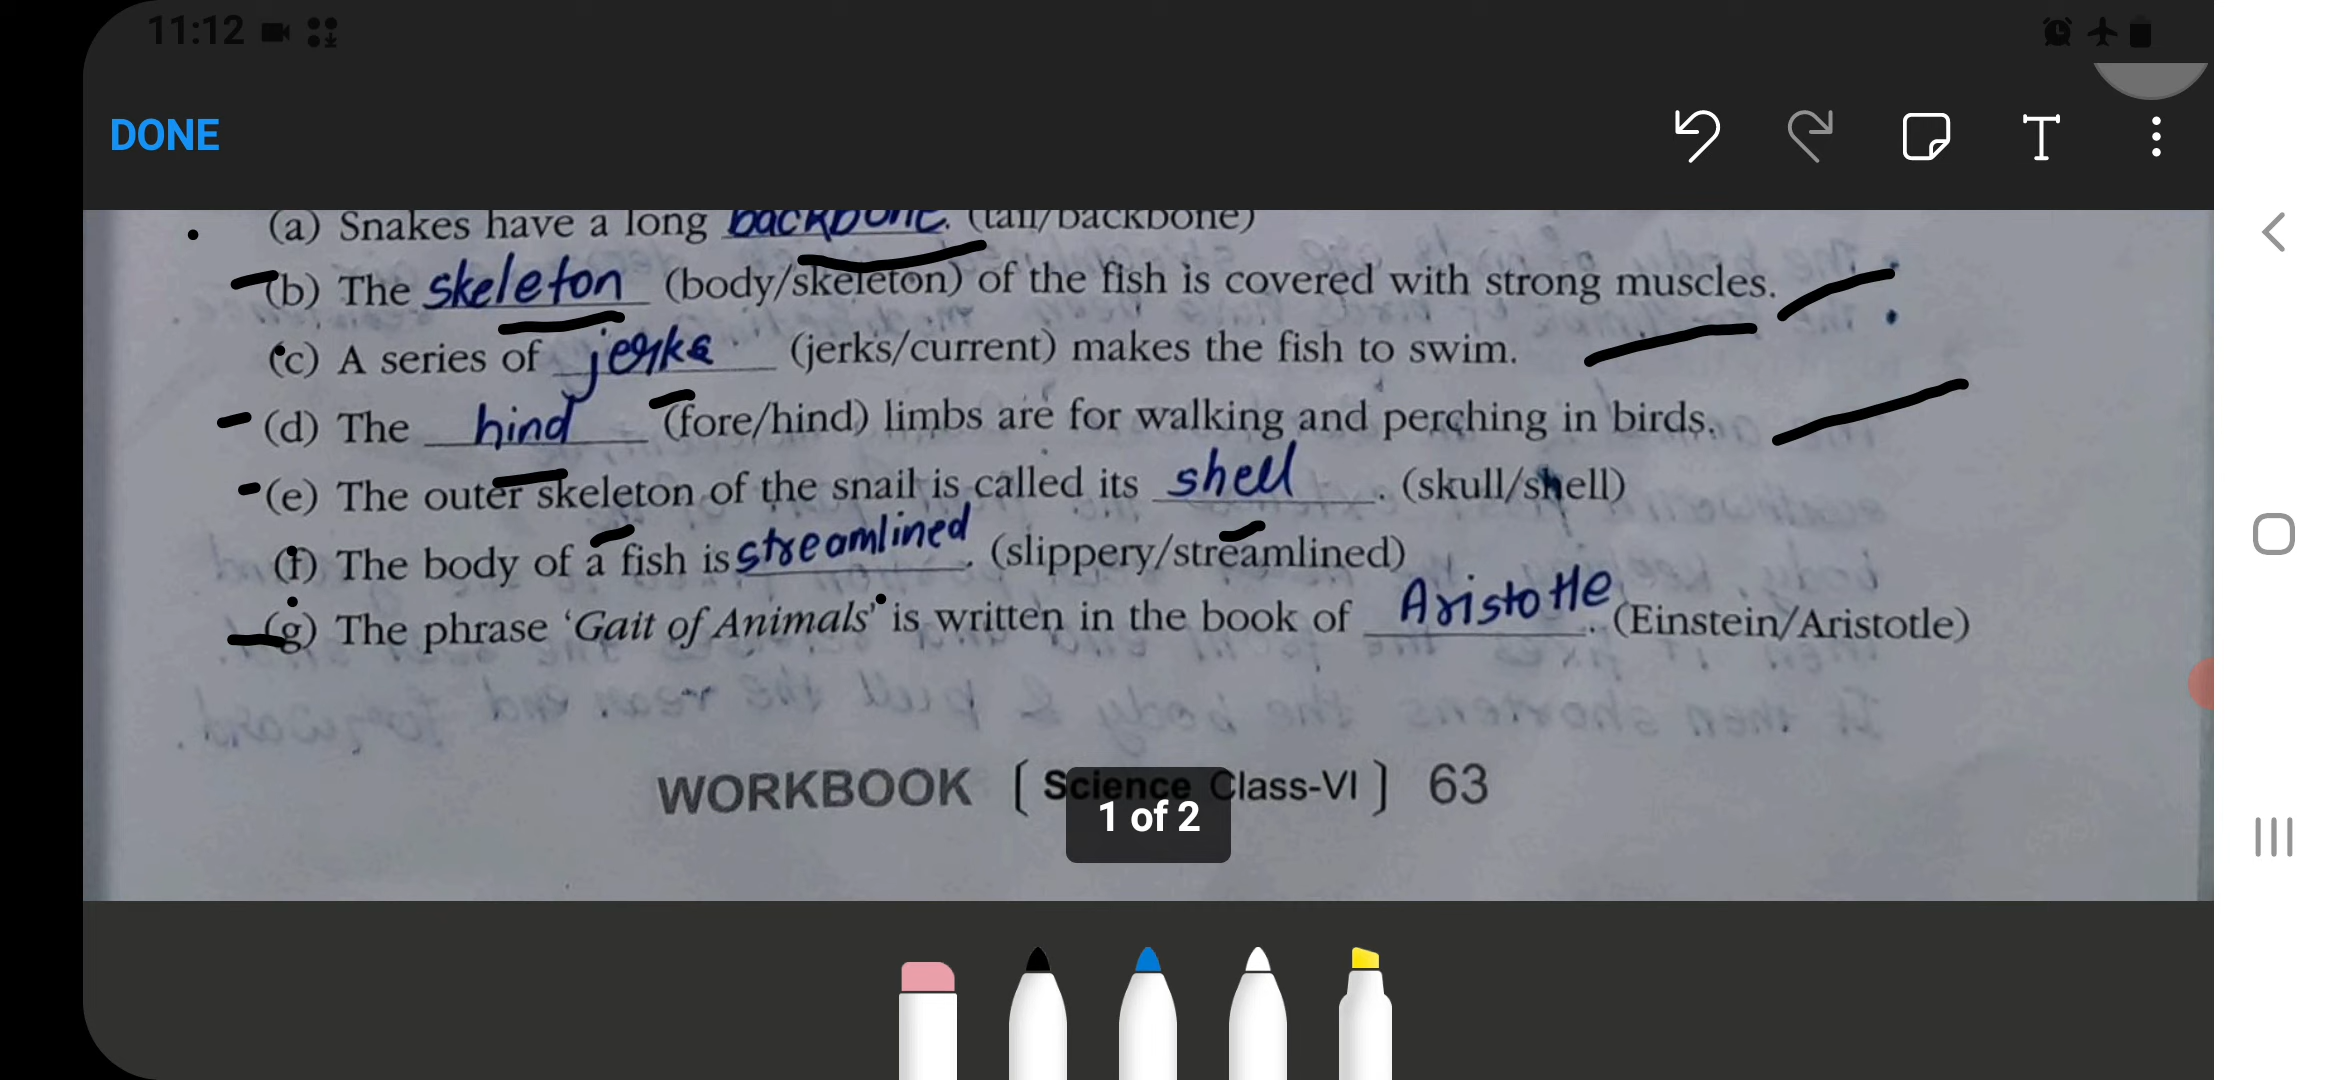 11:12
DONE
(a) Snakes have a long backbone. (tail/backbone)
(b) The skeleton (body/skeleton) of the fish is covered with strong muscles.
(c) A series of jerks (jerks/current) makes the fish to swim.
(d) The hind (fore/hind) limbs are for walking and perching in birds.
(e) The outer skeleton of the snail is called its shell. (skull/shell)
(f) The body of a fish is streamlined. (slippery/streamlined)
(g) The phrase 'Gait of Animals' is written in the book of Aristotle. (Einstein/Aristotle)
WORKBOOK [ Science Class-VI ] 63
1 of 2